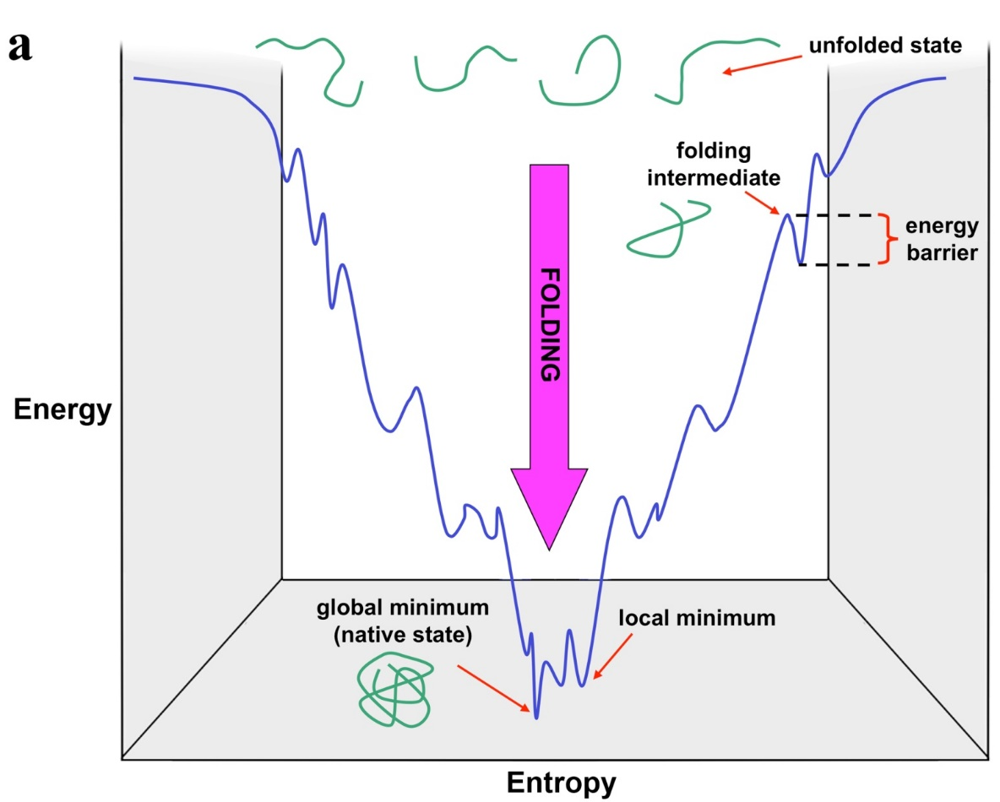 a
unfolded state
folding
intermediate
energy
barrier
FOLDING
Energy
global minimum
(native state)
local minimum
Entropy